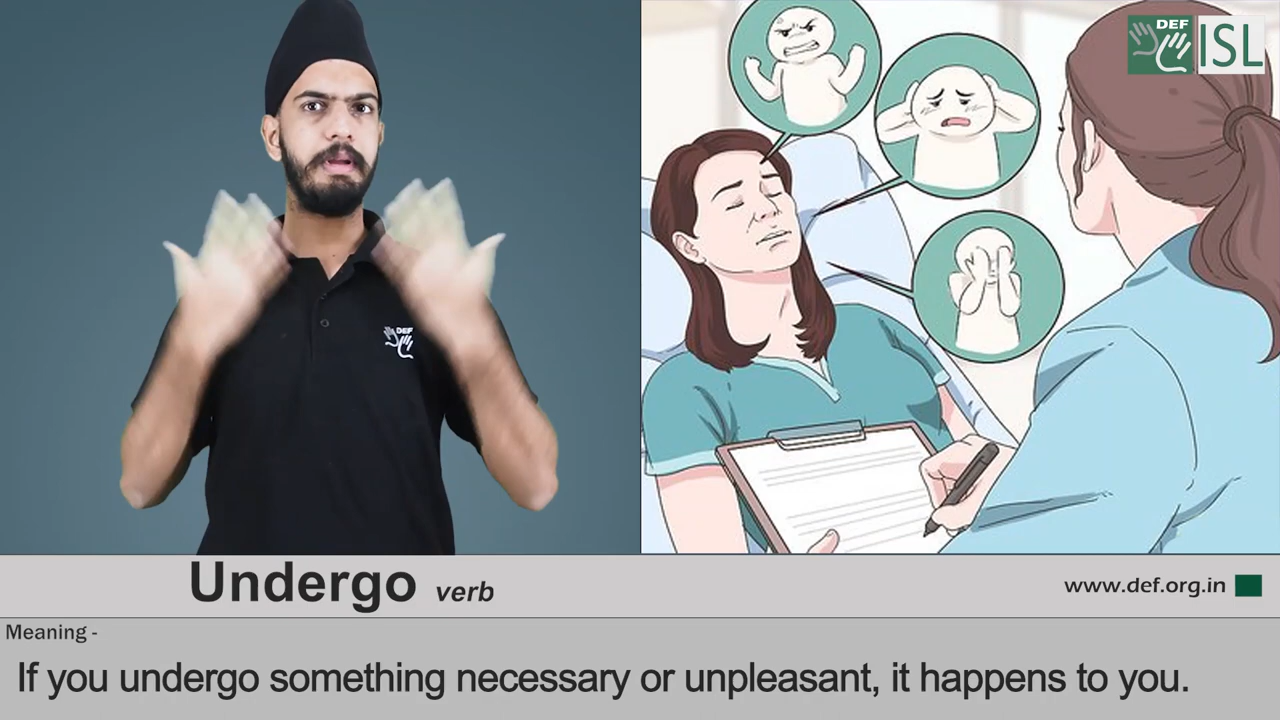 DEF
ISL
DEF
Undergo verb
www.def.org.in
Meaning -
If you undergo something necessary or unpleasant, it happens to you.